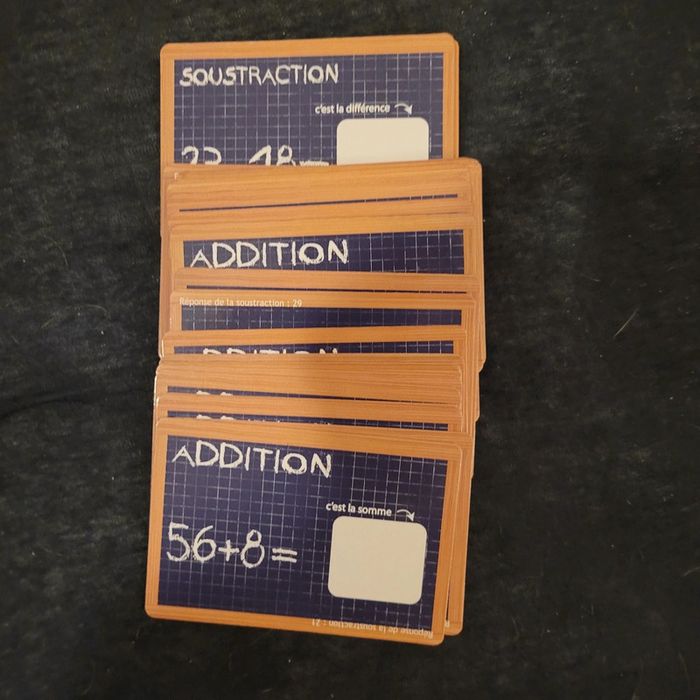 SOUSTRACTION
c'est la différence
ADDITION
Réponse de la soustraction : 29
ADDITION
ADDITION
c'est la somme
56+8=
Réponse de la soustraction : 21